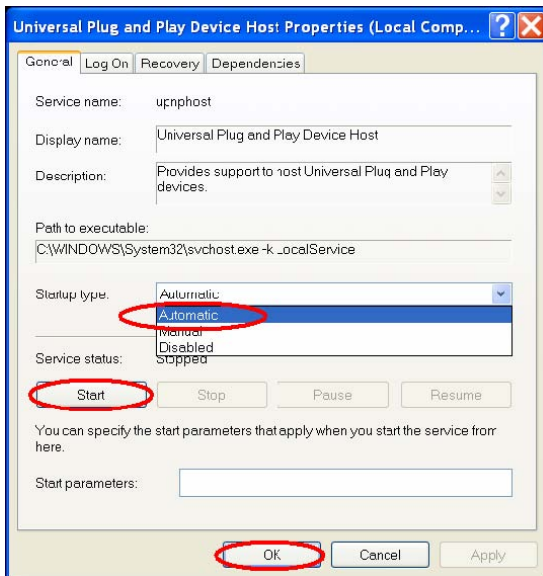 Universal Plug and Play Device Host Properties (Local Comp...
General Log On Recovery Dependencies
Service name: upnphost
Display name: Universal Plug and Play Device Host
Description: Provides support to host Universal Plug and Play
devices.
Path to executable:
C:\WINDOWS\System32\svchost.exe -k LocalService
Startup type: Automatic
Automatic
Manual
Disabled
Service status: Stopped
Start Stop Pause Resume
You can specify the start parameters that apply when you start the service from
here.
Start parameters:
OK Cancel Apply